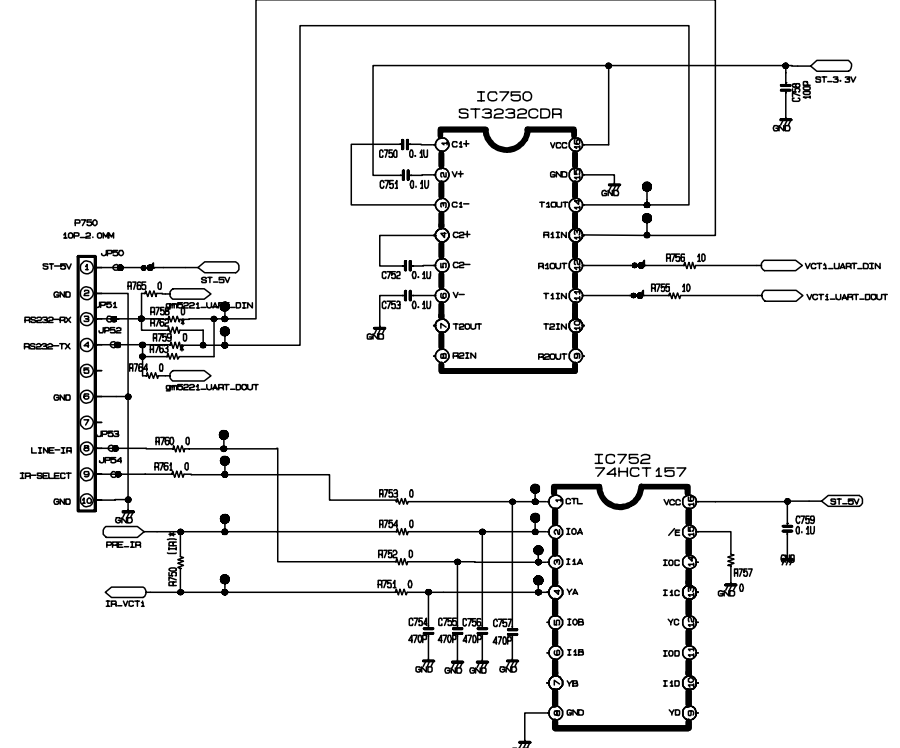 IC750
ST3232CDR
ST_3.3V
C758
100P
GND
1 C1+
2 V+
3 C1-
4 C2+
5 C2-
6 V-
7 T2OUT
8 R2IN
VCC 16
GND 15
T1OUT 14
R1IN 13
R1OUT 12
T1IN 11
T2IN 10
R2OUT 9
C750 0.1U
C751 0.1U
C752 0.1U
C753 0.1U
GND
GND
R756 10
VCT1_UART_DIN
R755 10
VCT1_UART_DOUT
P750
10P_2.0MM
ST-5V 1
GND 2
RS232-RX 3
RS232-TX 4
5
GND 6
7
LINE-IR 8
IR-SELECT 9
GND 10
JP50
JP51
JP52
JP53
JP54
ST_5V
R765 0
gm5221_UART_DIN
R758 0
R762 *
R759 0
R763 *
R764 0
gm5221_UART_DOUT
R760 0
R761 0
GND
PRE_IR
R750 (IR)*
IR_VCT1
R753 0
R754 0
R752 0
R751 0
C754
470P
C755
470P
C756
470P
C757
470P
GND
GND
GND
GND
IC752
74HCT157
1 CTL
2 I0A
3 I1A
4 YA
5 I0B
6 I1B
7 YB
8 GND
VCC 16
/E 15
I0C 14
I1C 13
YC 12
I0D 11
I1D 10
YD 9
ST_5V
C759
0.1U
GND
R757
0
GND